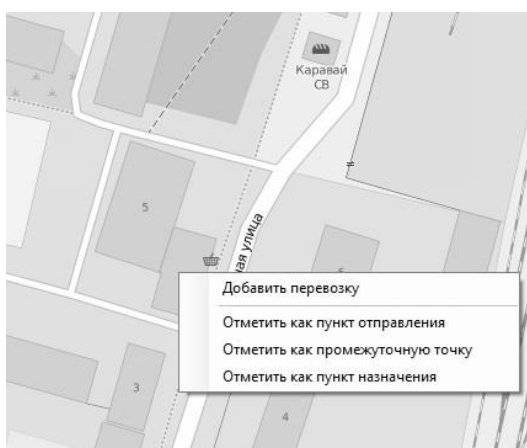 Каравай
СВ
5
ная улица
Добавить перевозку
Отметить как пункт отправления
Отметить как промежуточную точку
Отметить как пункт назначения
3
4